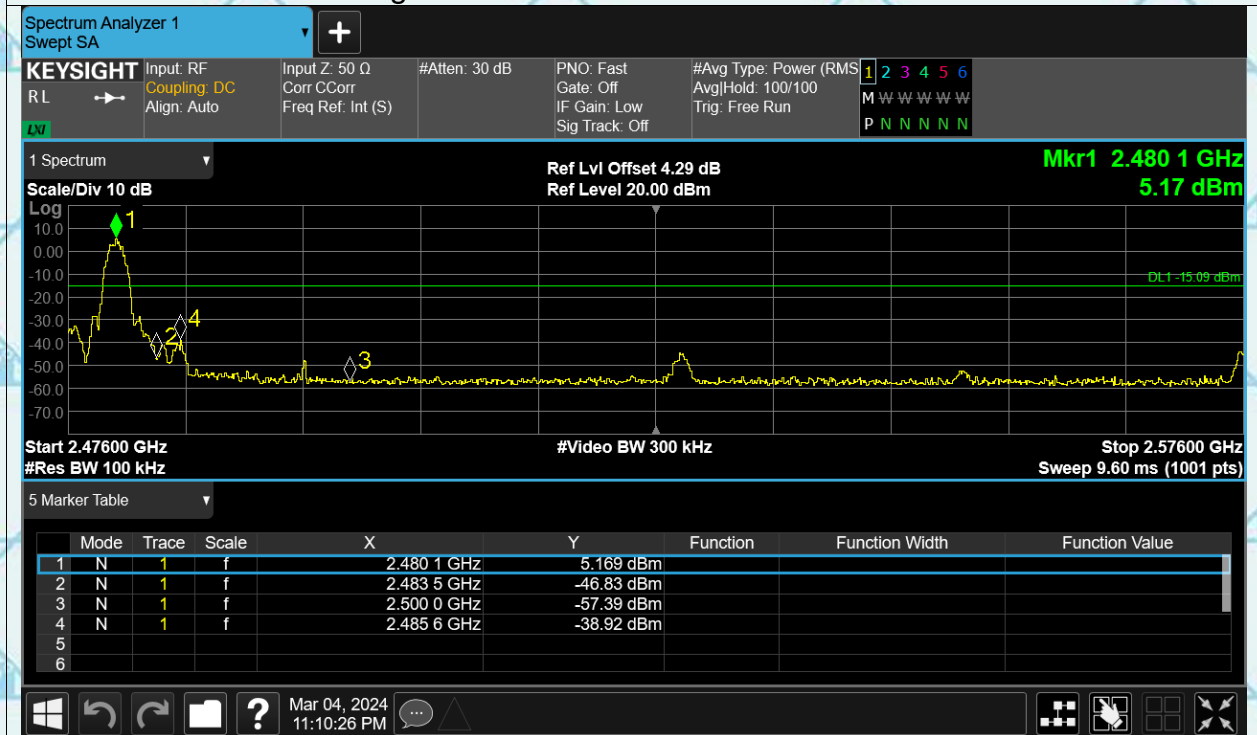 Spectrum Analyzer 1
Swept SA
+
KEYSIGHT Input: RF Input Z: 50 Ω #Atten: 30 dB PNO: Fast #Avg Type: Power (RMS 1 2 3 4 5 6
RL Coupling: DC Corr CCorr Gate: Off Avg|Hold: 100/100 M W W W W W
Align: Auto Freq Ref: Int (S) IF Gain: Low Trig: Free Run P N N N N N
LXI Sig Track: Off
1 Spectrum Ref Lvl Offset 4.29 dB Mkr1 2.480 1 GHz
Scale/Div 10 dB Ref Level 20.00 dBm 5.17 dBm
Log
1
10.0
0.00
-10.0 DL1 -15.09 dBm
-20.0
-30.0 4
-40.0 2
-50.0 3
-60.0
-70.0
Start 2.47600 GHz #Video BW 300 kHz Stop 2.57600 GHz
#Res BW 100 kHz Sweep 9.60 ms (1001 pts)
5 Marker Table
Mode Trace Scale X Y Function Function Width Function Value
1 N 1 f 2.480 1 GHz 5.169 dBm
2 N 1 f 2.483 5 GHz -46.83 dBm
3 N 1 f 2.500 0 GHz -57.39 dBm
4 N 1 f 2.485 6 GHz -38.92 dBm
5
6
? Mar 04, 2024
11:10:26 PM